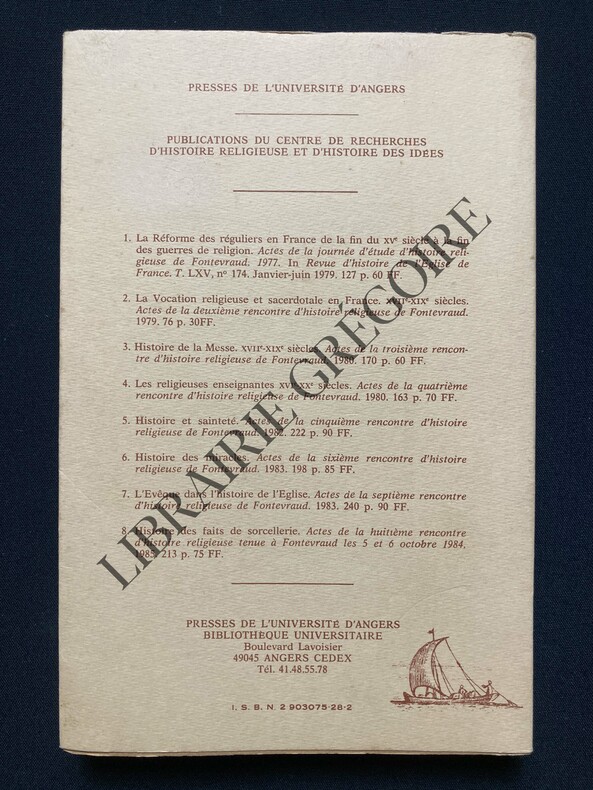 PRESSES DE L'UNIVERSITÉ D'ANGERS
PUBLICATIONS DU CENTRE DE RECHERCHES
D'HISTOIRE RELIGIEUSE ET D'HISTOIRE DES IDÉES
1. La Réforme des réguliers en France de la fin du XVe siècle à la fin
des guerres de religion. Actes de la journée d'étude d'histoire reli-
gieuse de Fontevraud. 1977. In Revue d'histoire de l'Eglise de
France. T. LXV, nº 174. Janvier-juin 1979. 127 p. 60 FF.
2. La Vocation religieuse et sacerdotale en France. XVIIe-XIXe siècles.
Actes de la deuxième rencontre d'histoire religieuse de Fontevraud.
1979. 76 p. 30FF.
3. Histoire de la Messe. XVIIe-XIXe siècles. Actes de la troisième rencon-
tre d'histoire religieuse de Fontevraud. 1980. 170 p. 60 FF.
4. Les religieuses enseignantes XVIe-XXe siècles. Actes de la quatrième
rencontre d'histoire religieuse de Fontevraud. 1980. 163 p. 70 FF.
5. Histoire et sainteté. Actes de la cinquième rencontre d'histoire
religieuse de Fontevraud. 1982. 222 p. 90 FF.
6. Histoire des miracles. Actes de la sixième rencontre d'histoire
religieuse de Fontevraud. 1983. 198 p. 85 FF.
7. L'Evêque dans l'histoire de l'Eglise. Actes de la septième rencontre
d'histoire religieuse de Fontevraud. 1983. 240 p. 90 FF.
8. Histoire des faits de sorcellerie. Actes de la huitième rencontre
d'histoire religieuse tenue à Fontevraud les 5 et 6 octobre 1984,
1985. 213 p. 75 FF.
PRESSES DE L'UNIVERSITÉ D'ANGERS
BIBLIOTHÈQUE UNIVERSITAIRE
Boulevard Lavoisier
49045 ANGERS CEDEX
Tél. 41.48.55.78
I. S. B. N. 2 903075-28-2
LIBRAIRIE GRÉGOIRE